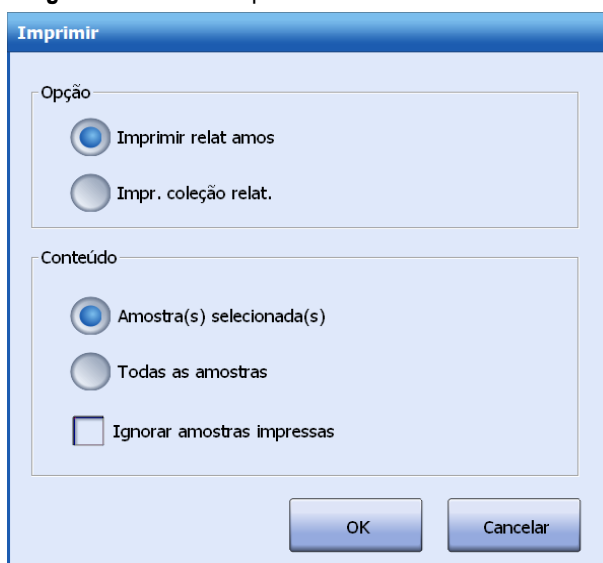 Imprimir
Opção
Imprimir relat amos
Impr. coleção relat.
Conteúdo
Amostra(s) selecionada(s)
Todas as amostras
Ignorar amostras impressas
OK
Cancelar